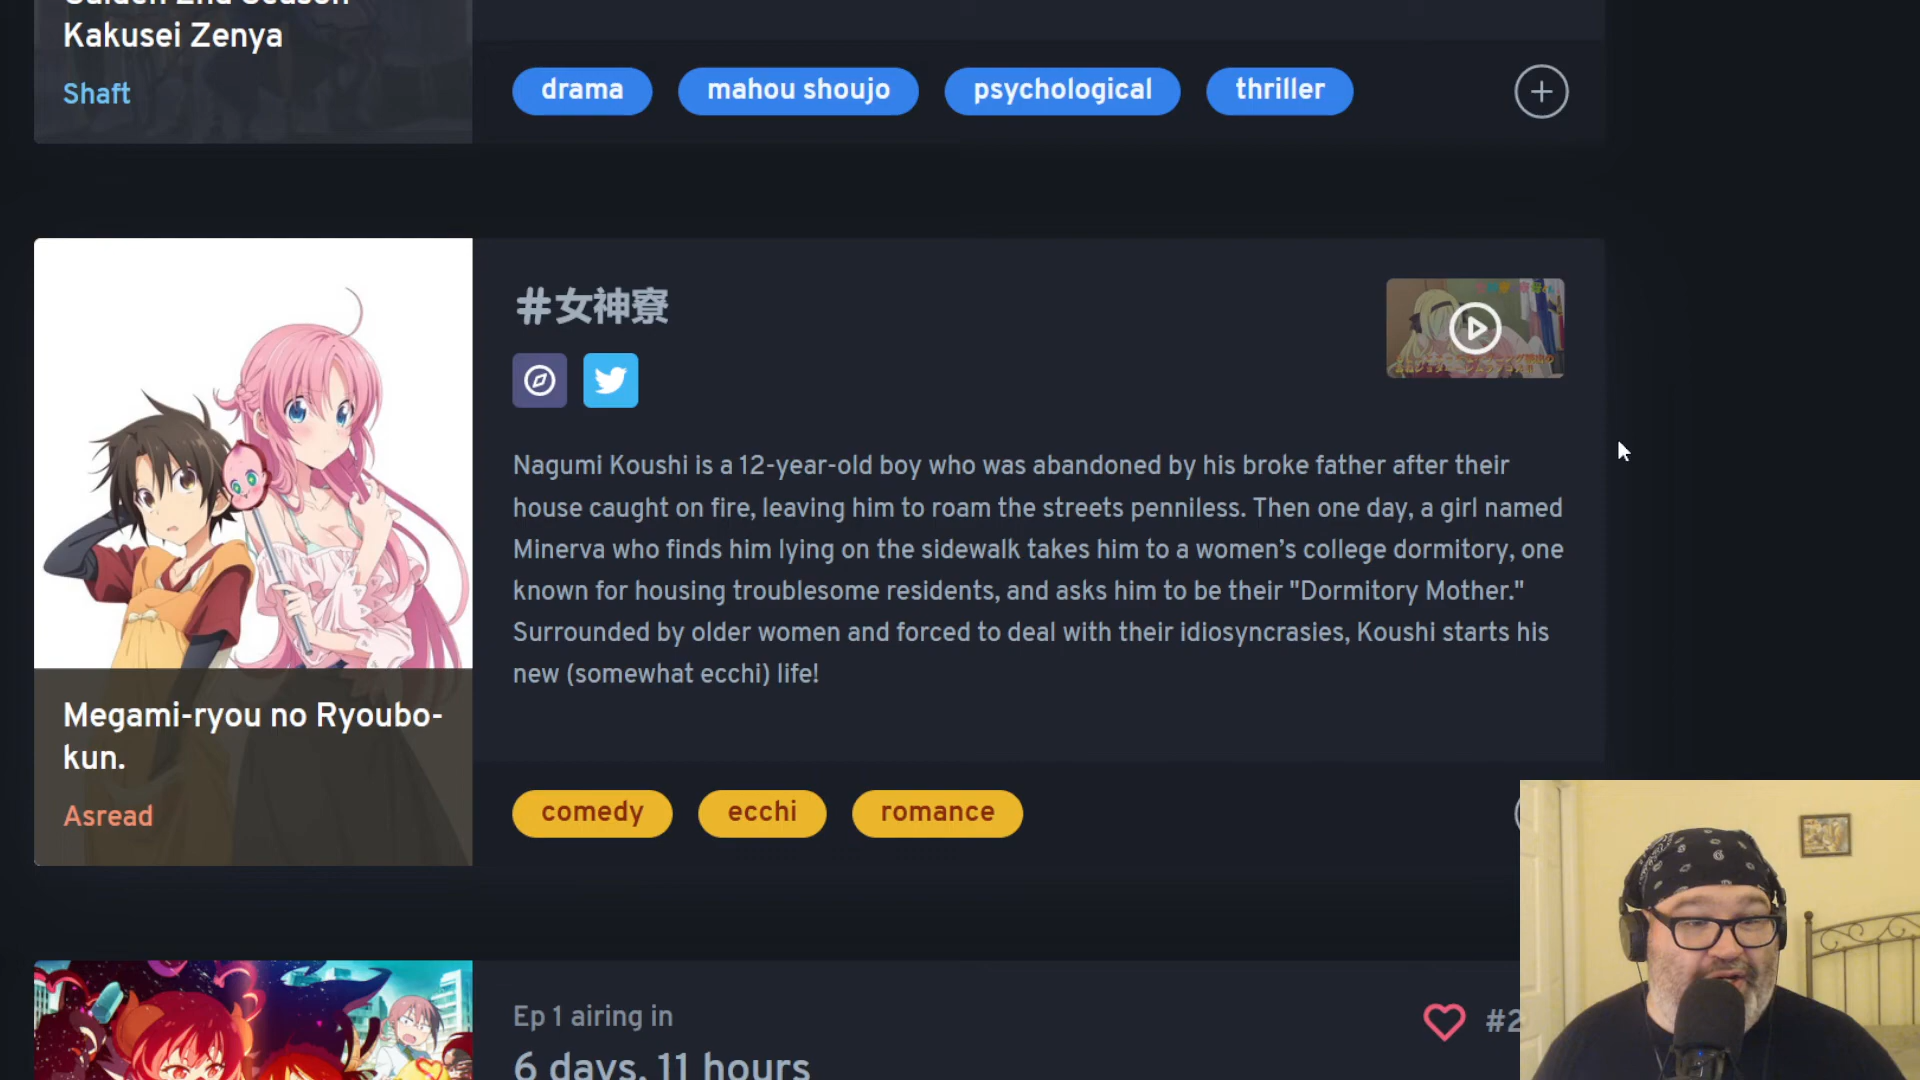 Kakusei Zenya
Shaft
drama
mahou shoujo
psychological
thriller
#女神寮
Nagumi Koushi is a 12-year-old boy who was abandoned by his broke father after their
house caught on fire, leaving him to roam the streets penniless. Then one day, a girl named
Minerva who finds him lying on the sidewalk takes him to a women’s college dormitory, one
known for housing troublesome residents, and asks him to be their "Dormitory Mother."
Surrounded by older women and forced to deal with their idiosyncrasies, Koushi starts his
new (somewhat ecchi) life!
Megami-ryou no Ryoubo-
kun.
Asread
comedy
ecchi
romance
Ep 1 airing in
#2
6 days, 11 hours